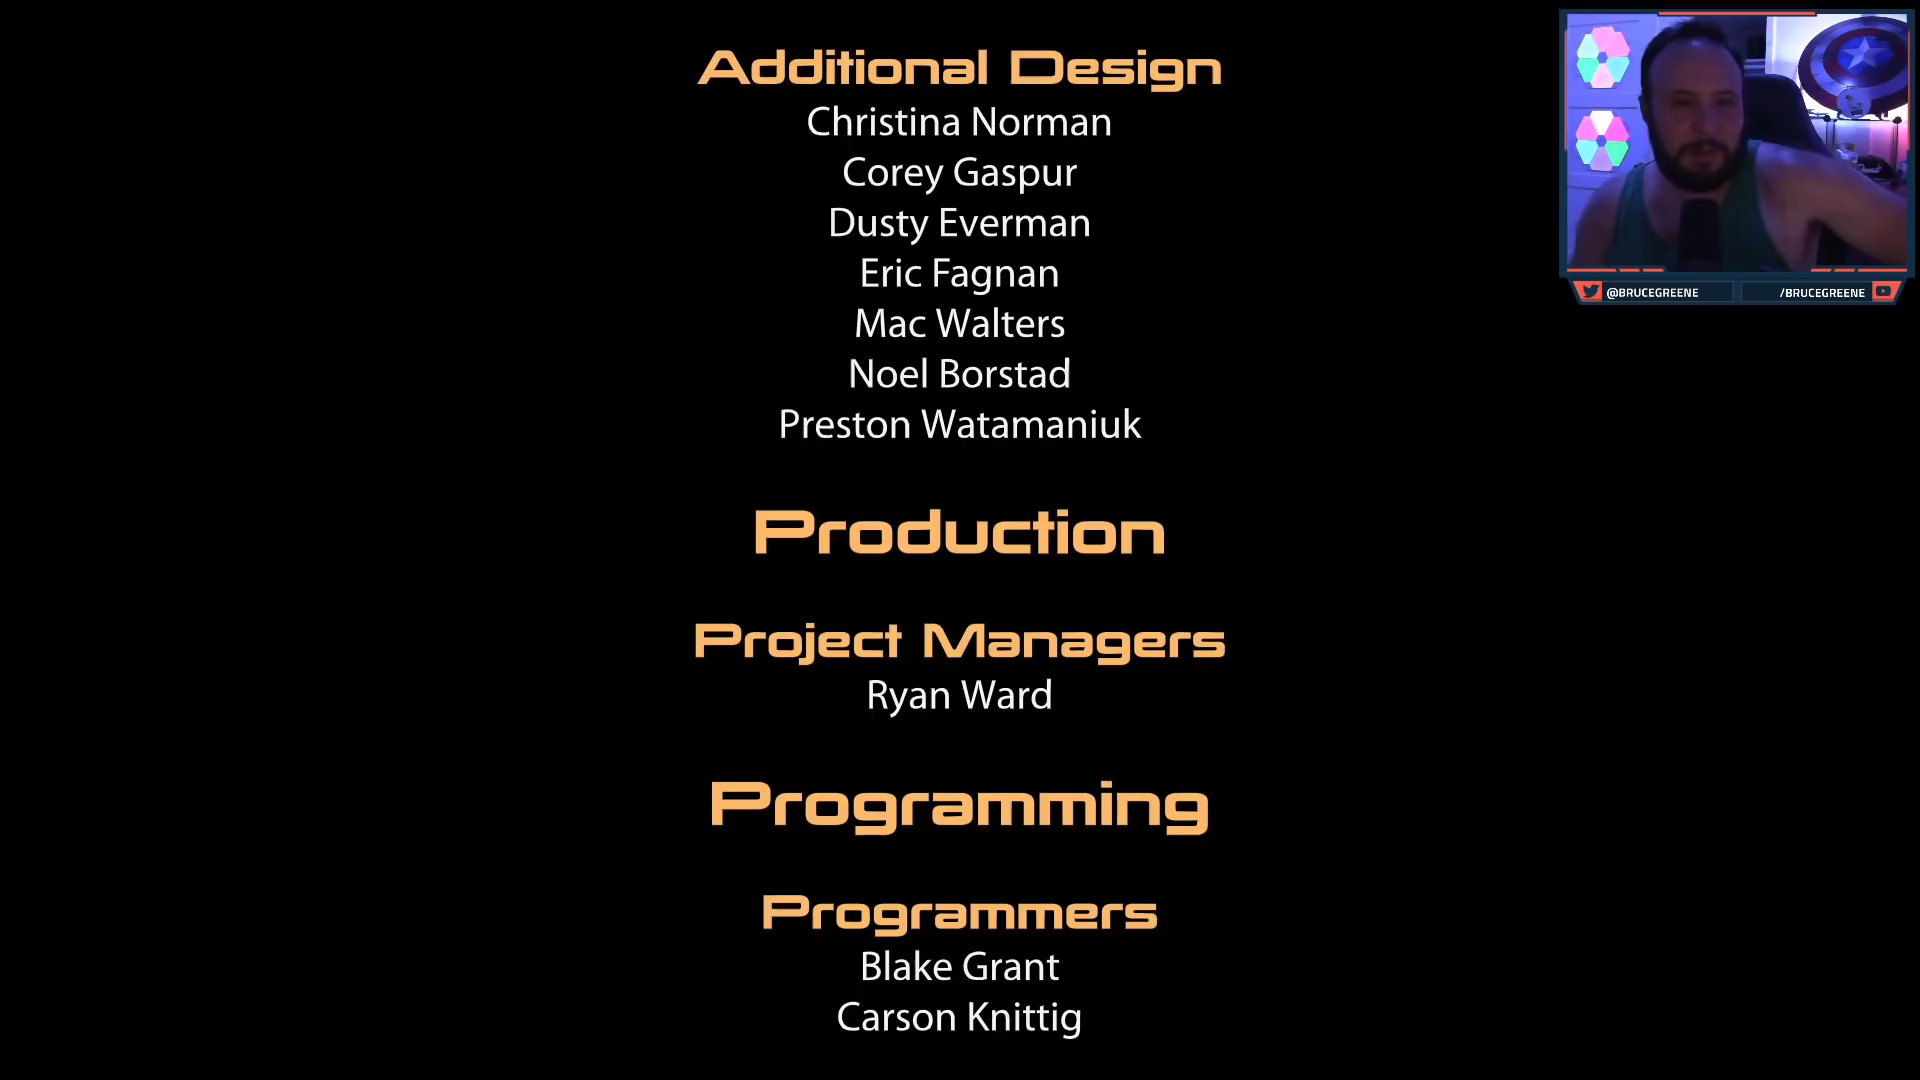 Additional Design
Christina Norman
Corey Gaspur
Dusty Everman
Eric Fagnan
Mac Walters
Noel Borstad
Preston Watamaniuk
Production
Project Managers
Ryan Ward
Programming
Programmers
Blake Grant
Carson Knittig
@BRUCEGREENE
/BRUCEGREENE